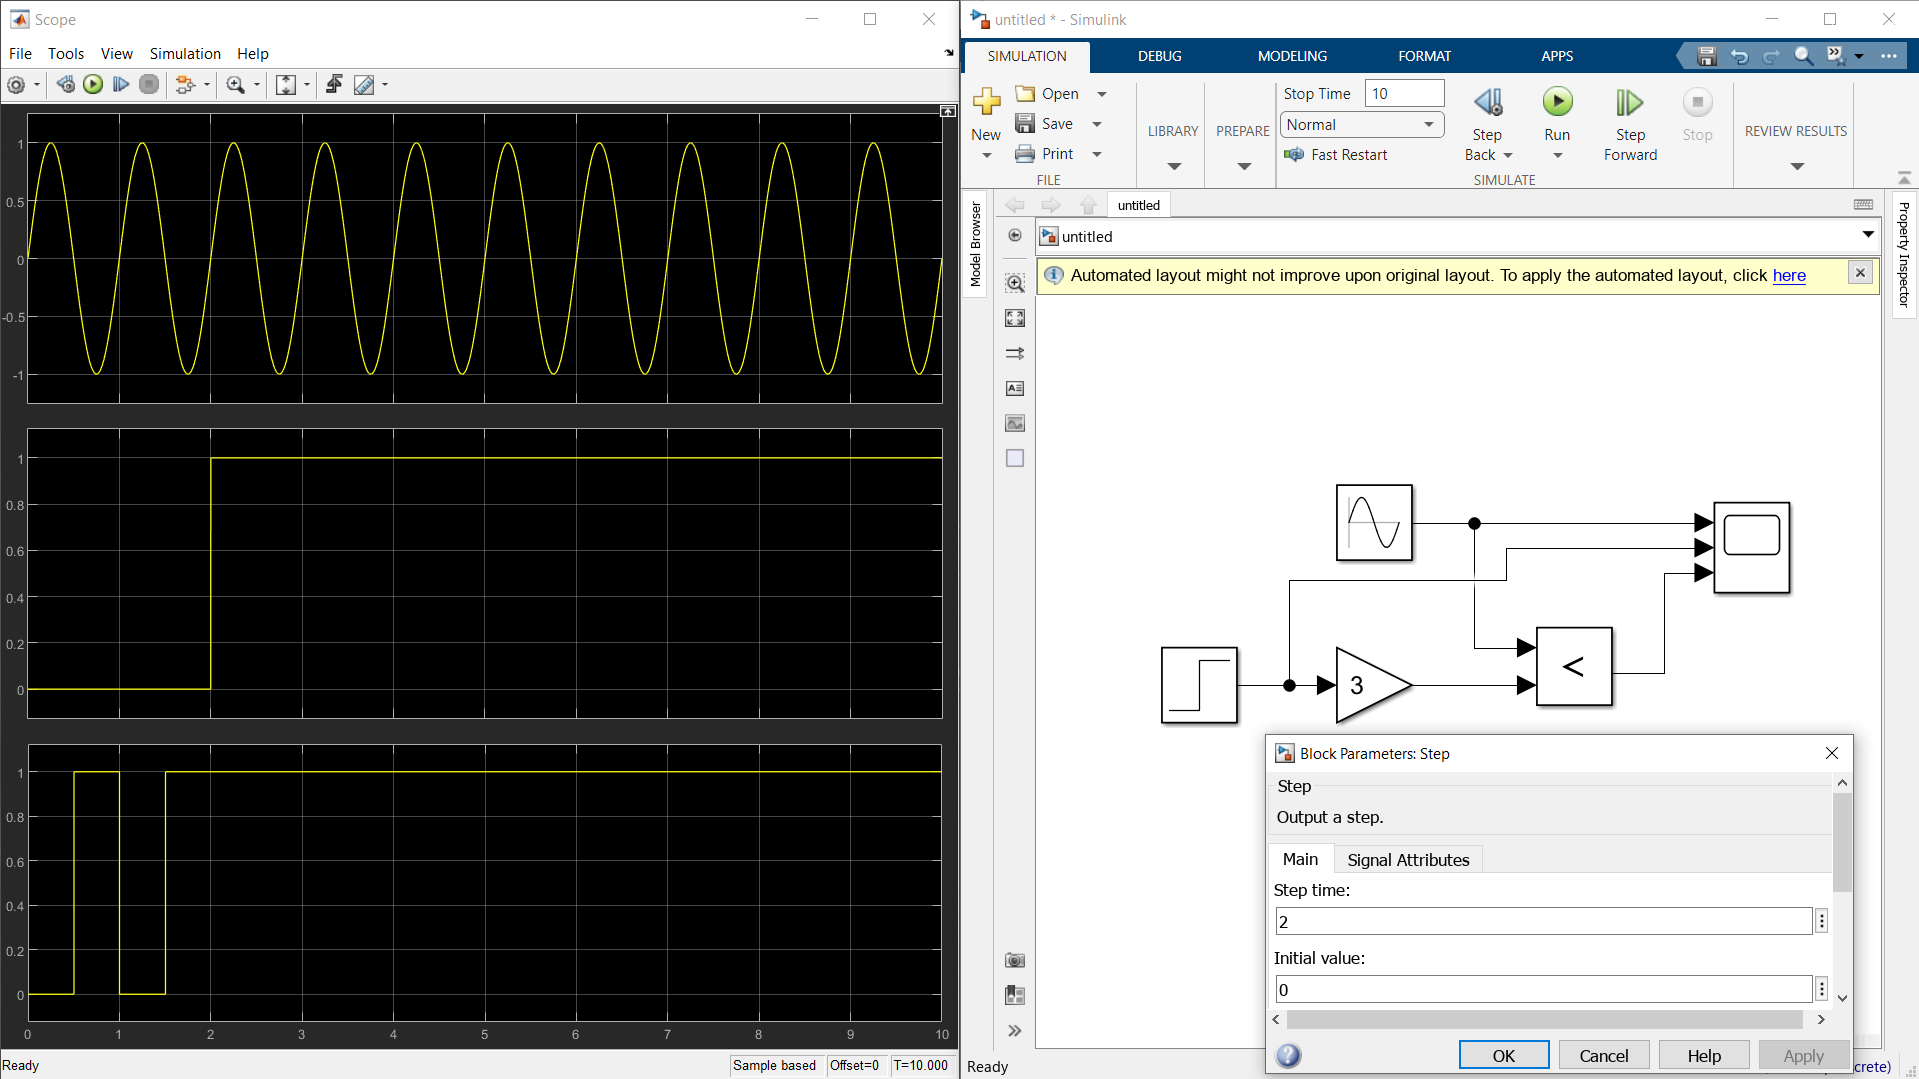 Scope
File Tools View Simulation Help
1
0.5
0
-0.5
-1
1
0.8
0.6
0.4
0.2
0
1
0.8
0.6
0.4
0.2
0
0 1 2 3 4 5 6 7 8 9 10
Ready
Sample based Offset=0 T=10.000
untitled * - Simulink
SIMULATION DEBUG MODELING FORMAT APPS
New
Open
Save
Print
FILE
LIBRARY
PREPARE
Stop Time 10
Normal
Fast Restart
Step Back
Run
Step Forward
Stop
SIMULATE
REVIEW RESULTS
Model Browser
Property Inspector
untitled
untitled
Automated layout might not improve upon original layout. To apply the automated layout, click here
3
<
Block Parameters: Step
Step
Output a step.
Main Signal Attributes
Step time:
2
Initial value:
0
OK Cancel Help Apply
Ready
crete)